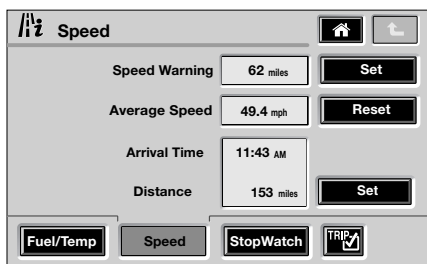 i Speed
Speed Warning 62 miles Set
Average Speed 49.4 mph Reset
Arrival Time 11:43 AM
Distance 153 miles Set
Fuel/Temp Speed StopWatch TRIP